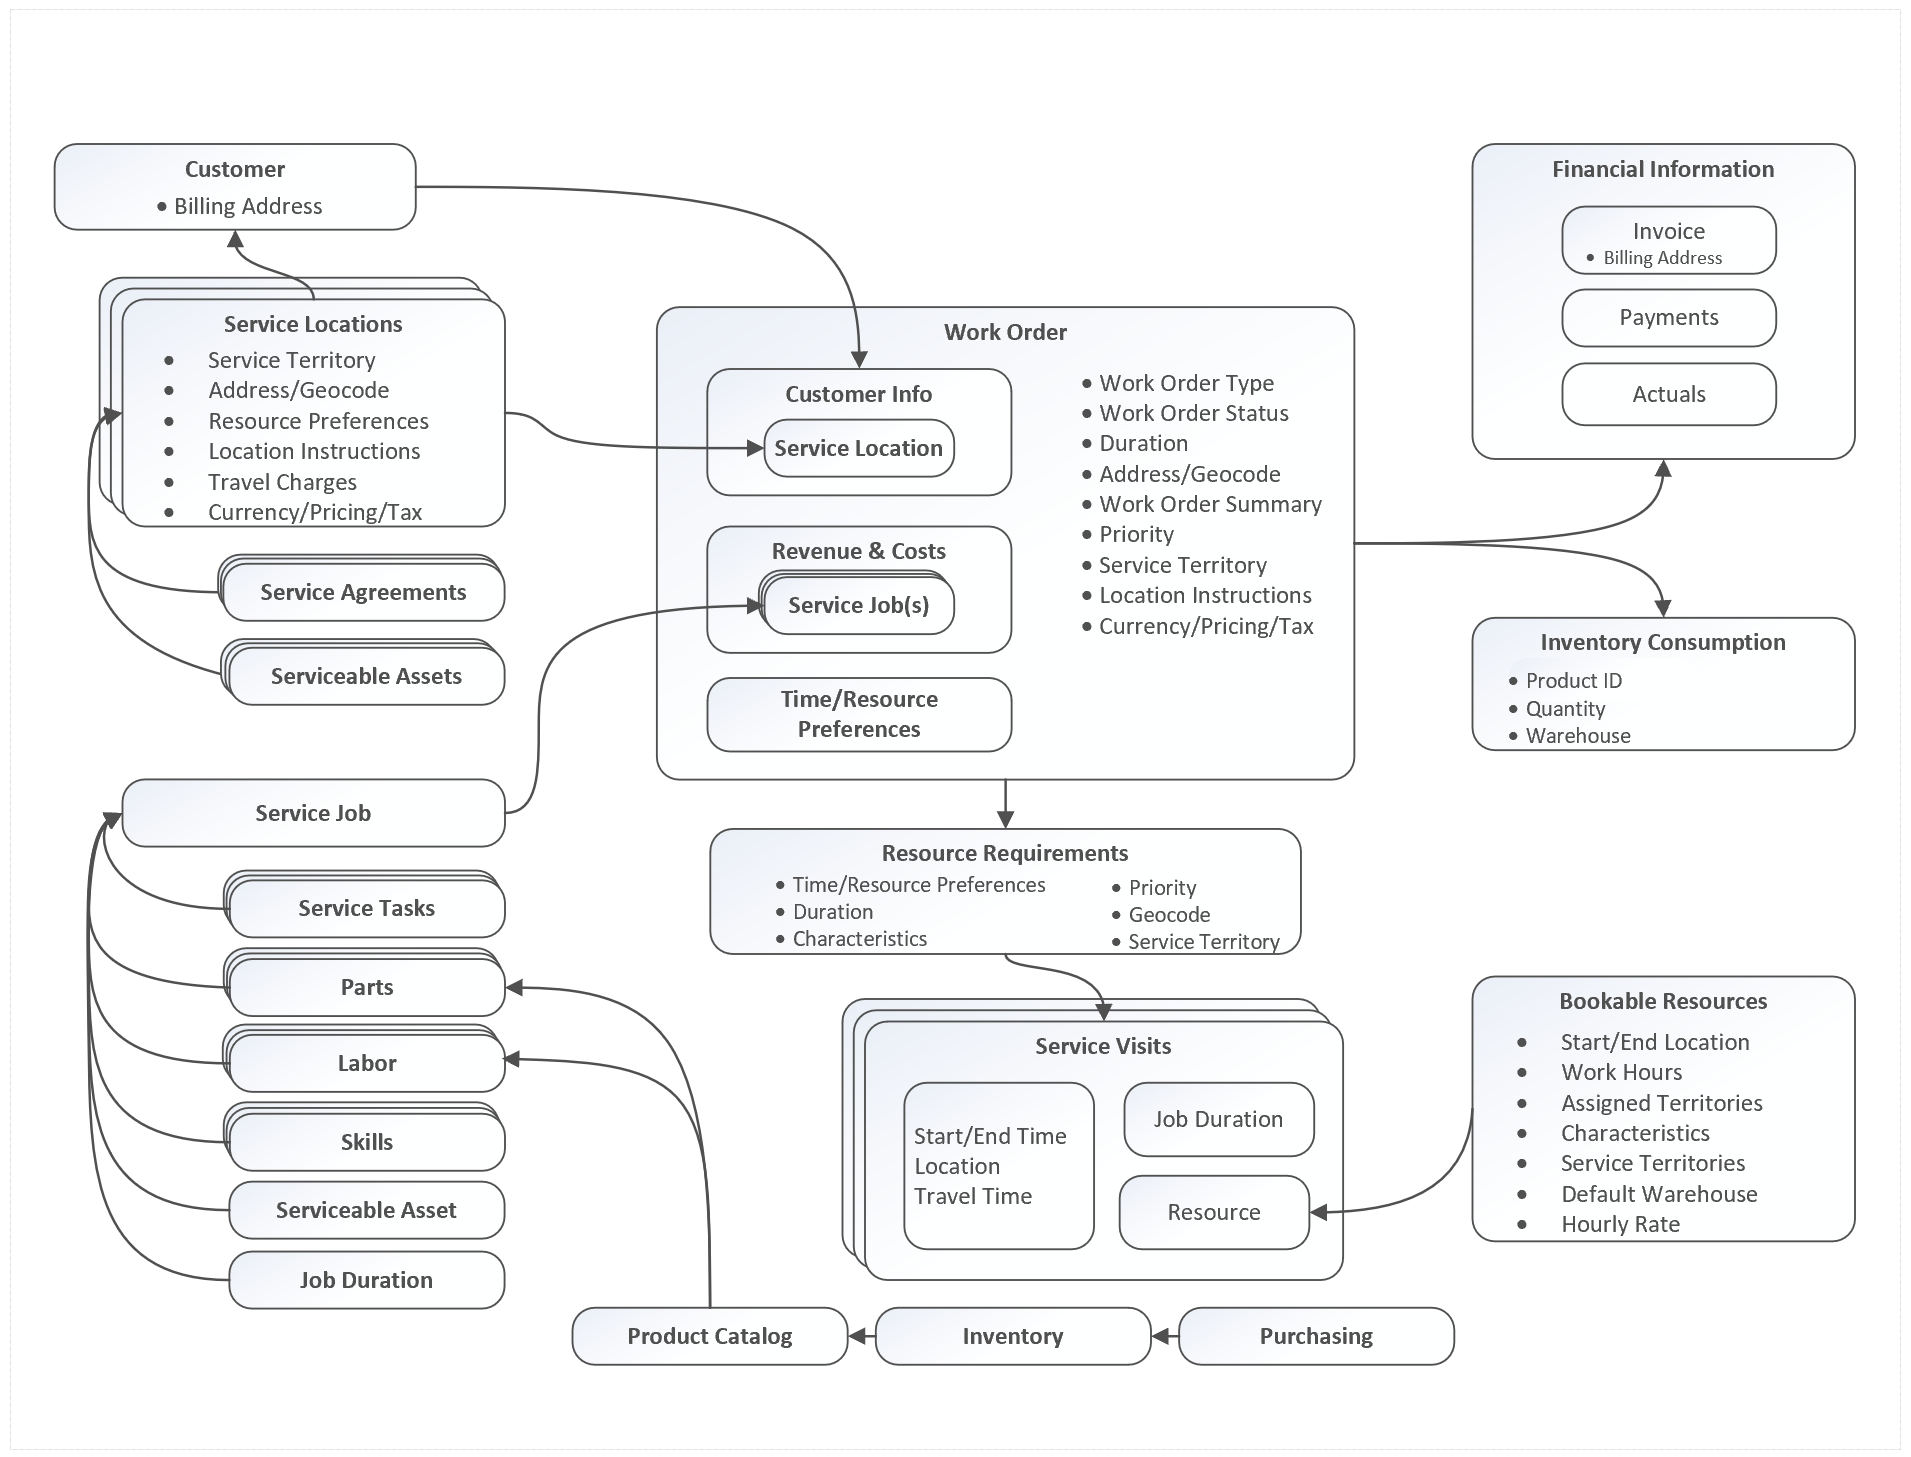 Customer
• Billing Address
Service Locations
• Service Territory
• Address/Geocode
• Resource Preferences
• Location Instructions
• Travel Charges
• Currency/Pricing/Tax
Service Agreements
Serviceable Assets
Service Job
Service Tasks
Parts
Labor
Skills
Serviceable Asset
Job Duration
Work Order
Customer Info
Service Location
Revenue & Costs
Service Job(s)
Time/Resource
Preferences
• Work Order Type
• Work Order Status
• Duration
• Address/Geocode
• Work Order Summary
• Priority
• Service Territory
• Location Instructions
• Currency/Pricing/Tax
Resource Requirements
• Time/Resource Preferences
• Duration
• Characteristics
• Priority
• Geocode
• Service Territory
Service Visits
Start/End Time
Location
Travel Time
Job Duration
Resource
Product Catalog
Inventory
Purchasing
Financial Information
Invoice
• Billing Address
Payments
Actuals
Inventory Consumption
• Product ID
• Quantity
• Warehouse
Bookable Resources
• Start/End Location
• Work Hours
• Assigned Territories
• Characteristics
• Service Territories
• Default Warehouse
• Hourly Rate